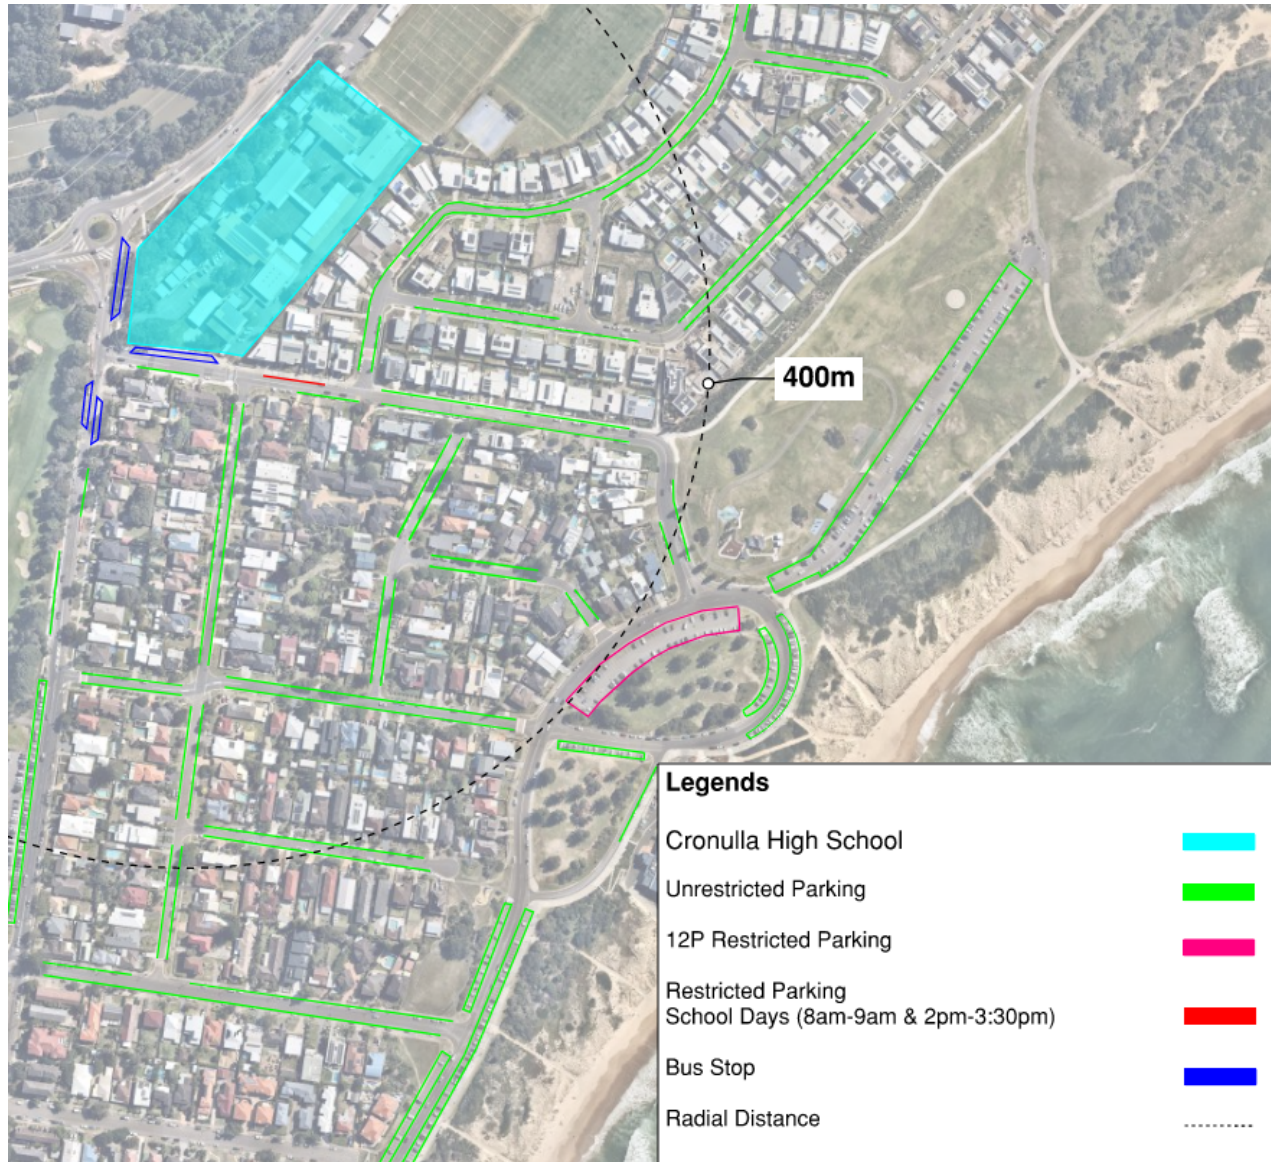 400m
Legends
Cronulla High School
Unrestricted Parking
12P Restricted Parking
Restricted Parking
School Days (8am-9am & 2pm-3:30pm)
Bus Stop
Radial Distance